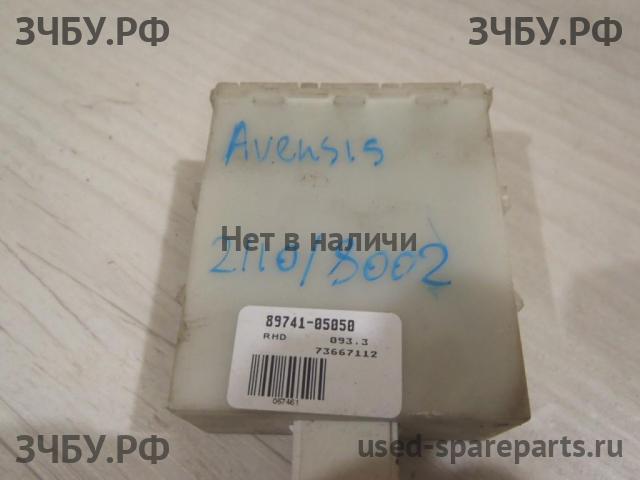 ЗЧБУ.РФ ЗЧБУ.РФ
Avensis
Нет в наличи
2110/8002
89741-05050
RHD 093.3
73667112
067461
ЗЧБУ.РФ used-spareparts.ru